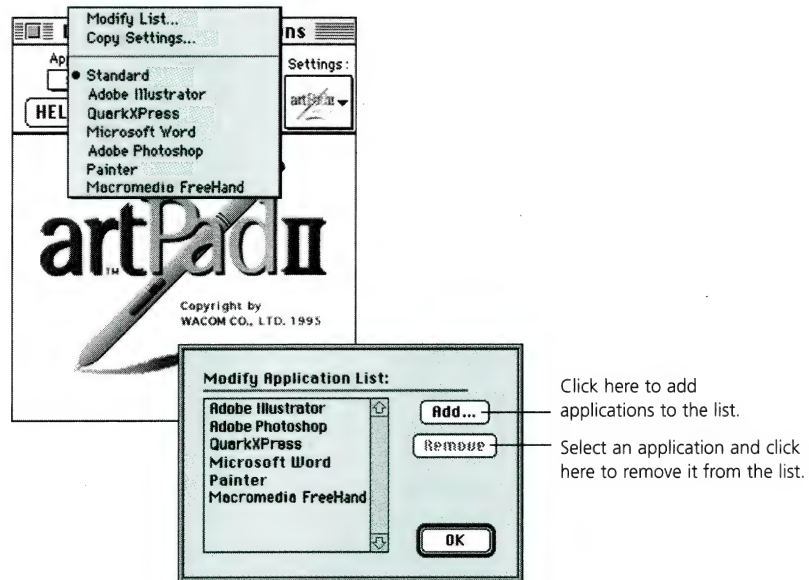 Modify List...
Copy Settings...
ns
Settings:
Ap
Standard
Adobe Illustrator
QuarkXPress
Microsoft Word
Adobe Photoshop
Painter
Macromedia FreeHand
HEL
artPad
artPadII
TM
Copyright by
WACOM CO., LTD. 1995
Modify Application List:
Adobe Illustrator
Adobe Photoshop
QuarkXPress
Microsoft Word
Painter
Macromedia FreeHand
Add...
Remove
OK
Click here to add
applications to the list.
Select an application and click
here to remove it from the list.